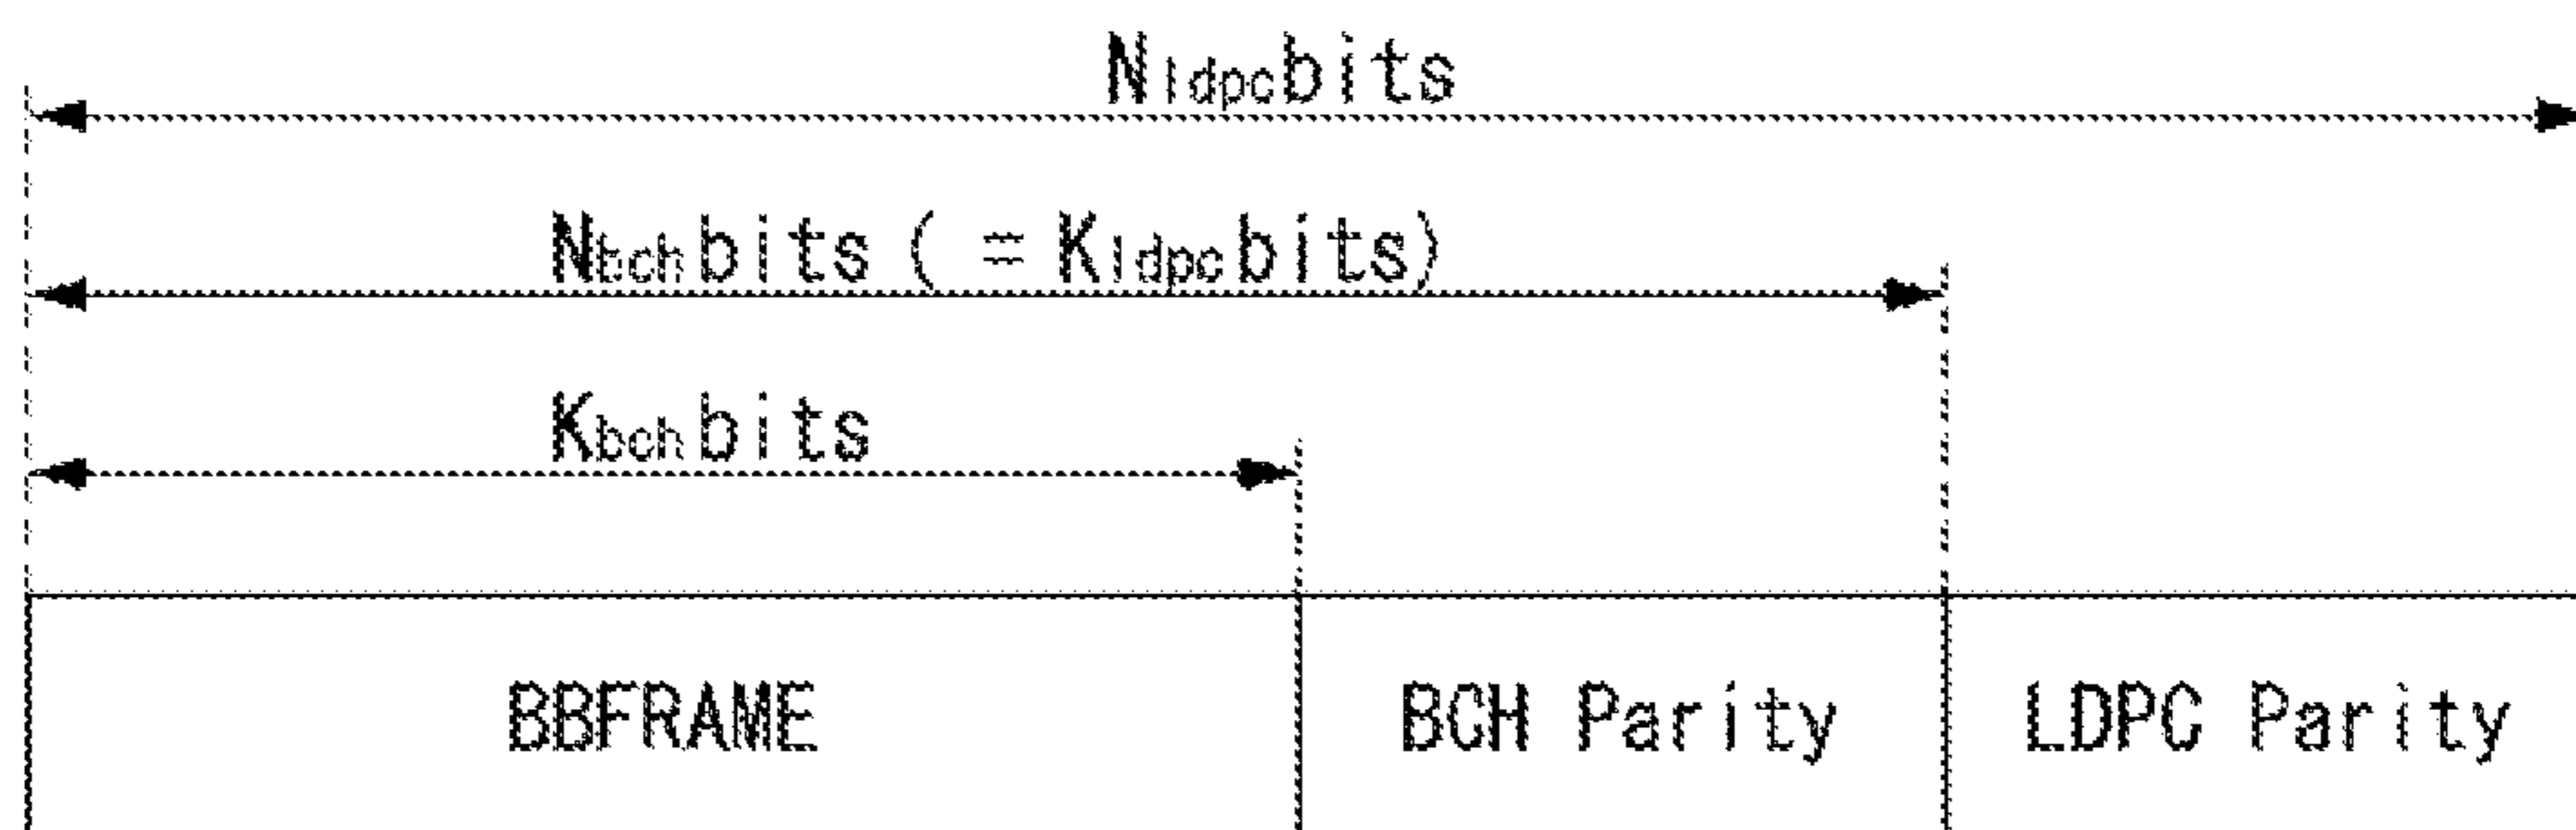 Nldpcbits
Nbchbits ( = Kldpcbits)
Kbchbits
BBFRAME BCH Parity LDPC Parity